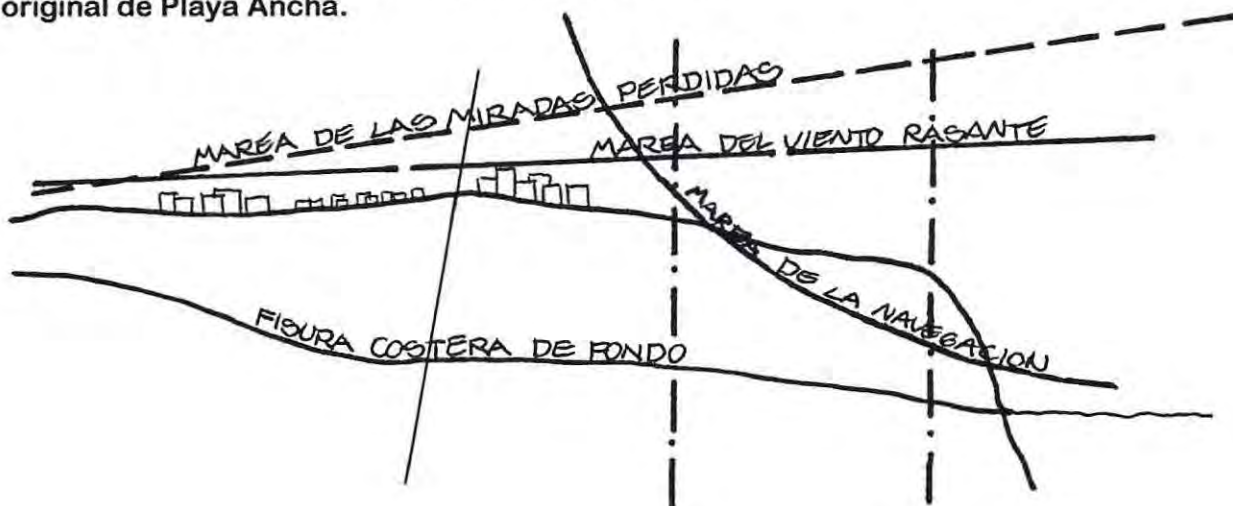 original de Playa Ancha.
MAREA DE LAS MIRADAS PERDIDAS
MAREA DEL VIENTO RASANTE
MAREA DE LA NAVEGACION
FISURA COSTERA DE FONDO